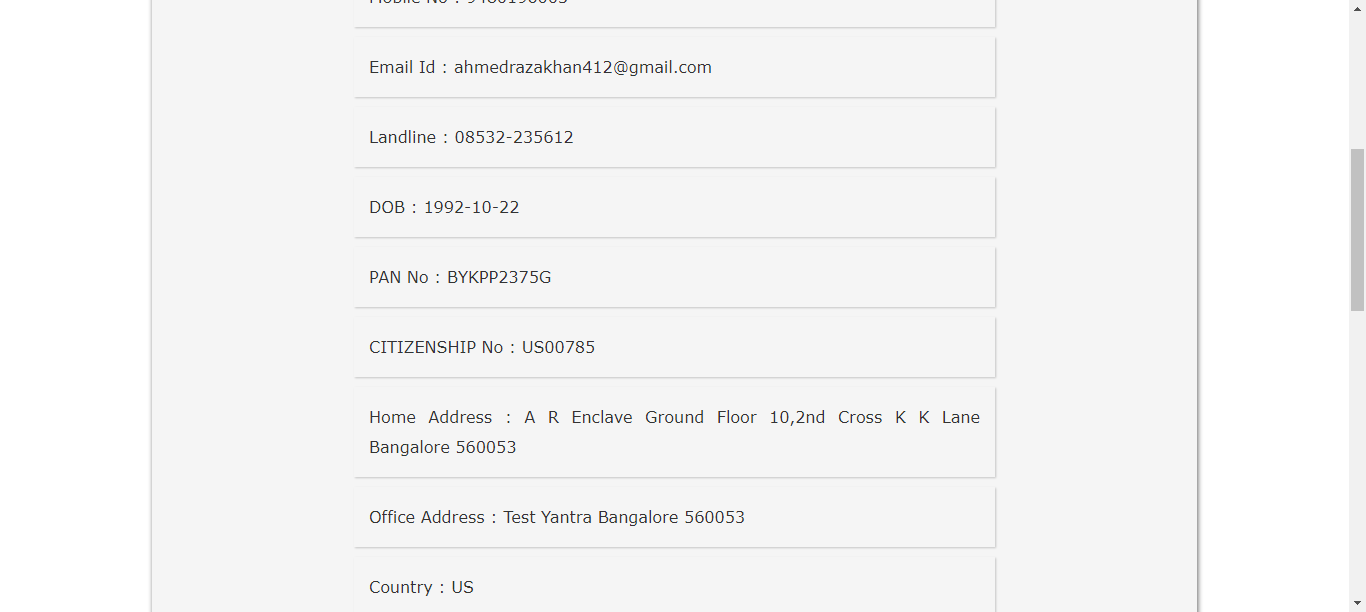 Email Id : ahmedrazakhan412@gmail.com
Landline : 08532-235612
DOB : 1992-10-22
PAN No : BYKPP2375G
CITIZENSHIP No : US00785
Home Address : A R Enclave Ground Floor 10,2nd Cross K K Lane
Bangalore 560053
Office Address : Test Yantra Bangalore 560053
Country : US